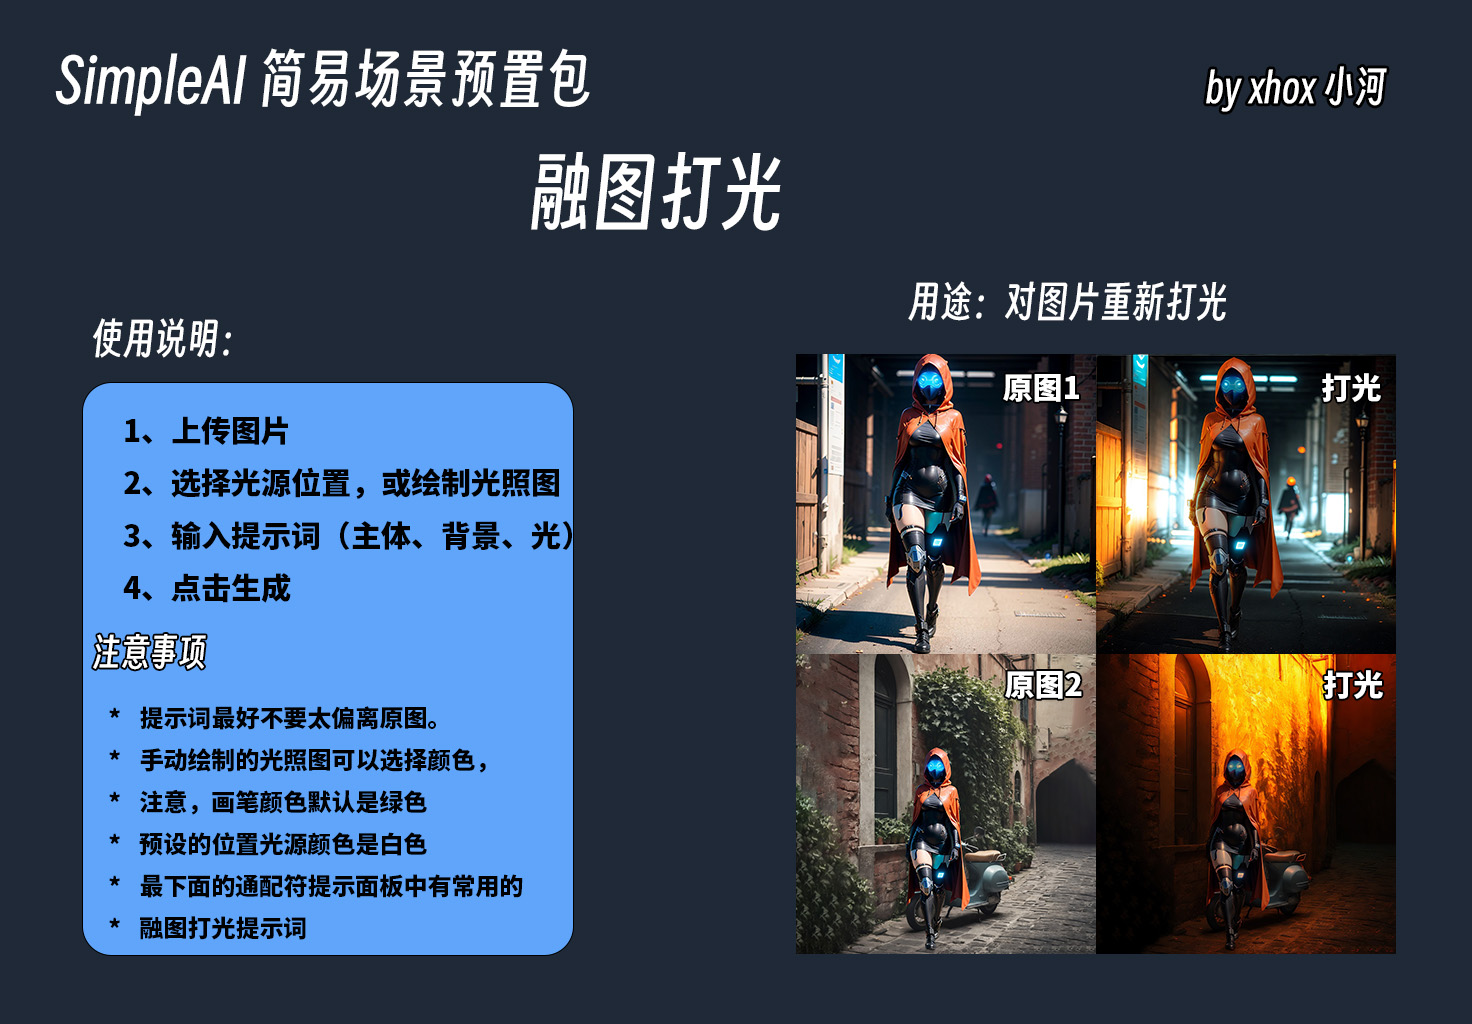 SimpleAI 简易场景预置包
by xhox 小河
融图打光
使用说明：
1、上传图片
2、选择光源位置，或绘制光照图
3、输入提示词（主体、背景、光）
4、点击生成
注意事项
* 提示词最好不要太偏离原图。
* 手动绘制的光照图可以选择颜色，
* 注意，画笔颜色默认是绿色
* 预设的位置光源颜色是白色
* 最下面的通配符提示面板中有常用的
* 融图打光提示词
用途：对图片重新打光
原图1
打光
原图2
打光